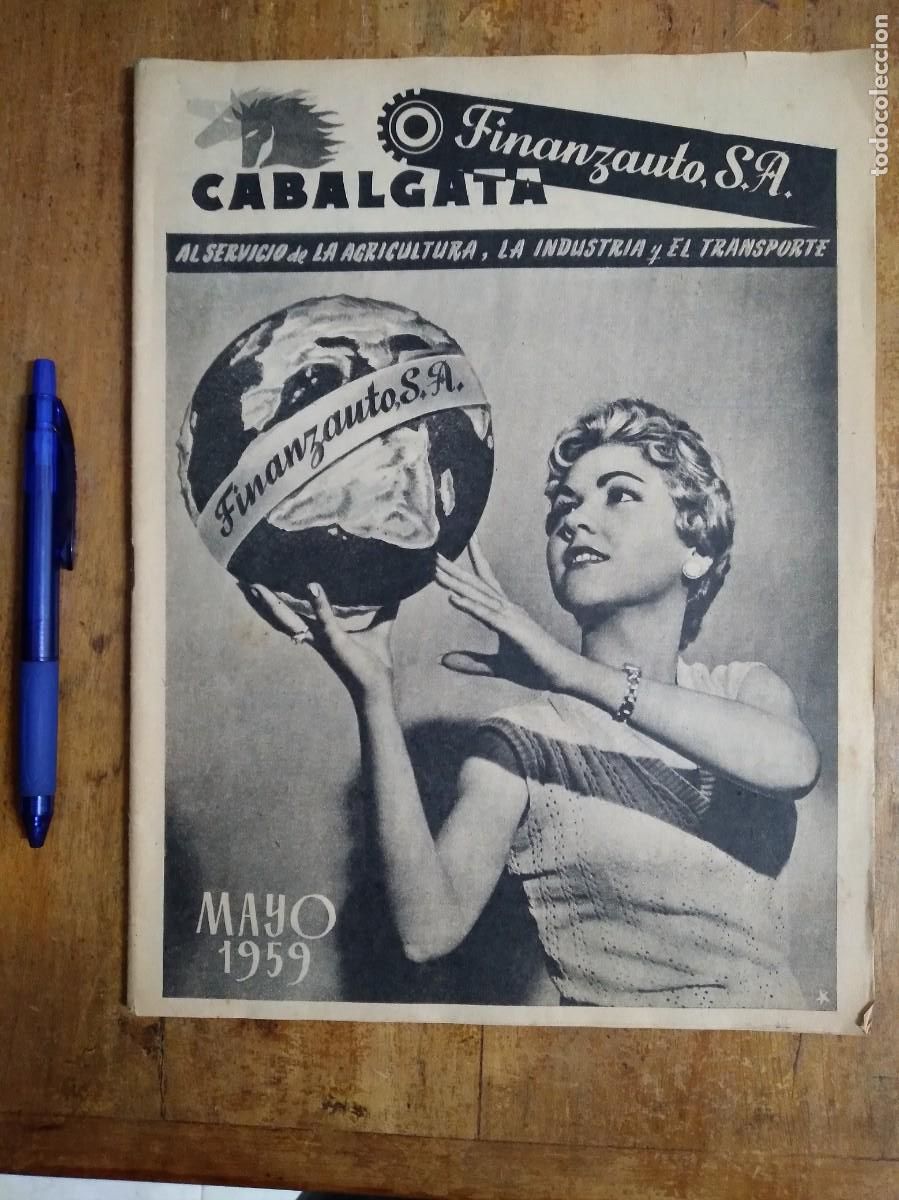 CABALGATA
Finanzauto, S.A.
AL SERVICIO de LA AGRICULTURA, LA INDUSTRIA y EL TRANSPORTE
Finanzauto, S.A.
MAYO
1959
todocoleccion